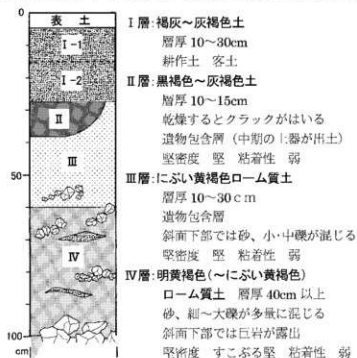 0
表 土
I-1
I-2
II
III
50
IV
100
cm
I層:褐灰〜灰褐色土
層厚 10〜30cm
耕作土 客土
II層:黒褐色〜灰褐色土
層厚 10〜15cm
乾燥するとクラックがはいる
遺物包含層(中期の土器が出土)
堅密度 堅 粘着性 弱
III層:にぶい黄褐色ローム質土
層厚 10〜30cm
遺物包含層
斜面下部では砂、小・中礫が混じる
堅密度 堅 粘着性 弱
IV層:明黄褐色(〜にぶい黄褐色)
ローム質土 層厚 40cm 以上
砂、細〜大礫が多量に混じる
斜面下部では巨岩が露出
堅密度 すこぶる堅 粘着性 弱